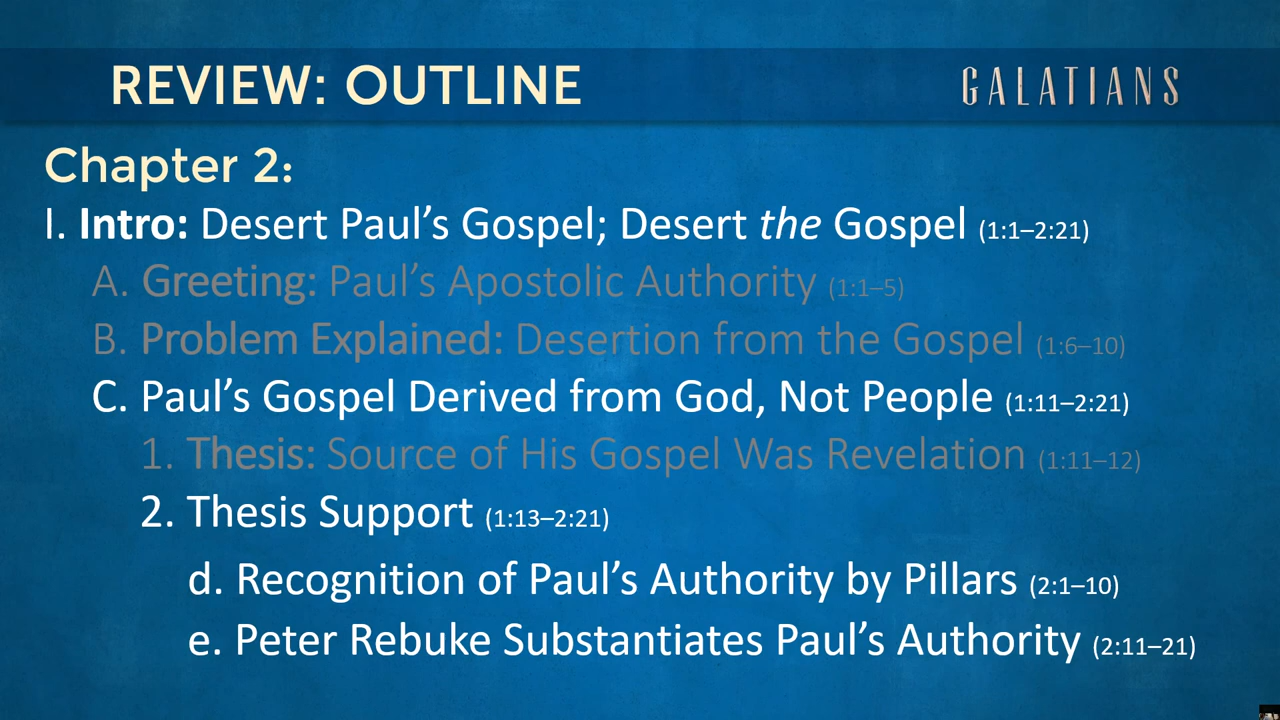 REVIEW: OUTLINE
GALATIANS
Chapter 2:
I. Intro: Desert Paul’s Gospel; Desert the Gospel (1:1–2:21)
A. Greeting: Paul’s Apostolic Authority (1:1–5)
B. Problem Explained: Desertion from the Gospel (1:6–10)
C. Paul’s Gospel Derived from God, Not People (1:11–2:21)
1. Thesis: Source of His Gospel Was Revelation (1:11–12)
2. Thesis Support (1:13–2:21)
d. Recognition of Paul’s Authority by Pillars (2:1–10)
e. Peter Rebuke Substantiates Paul’s Authority (2:11–21)